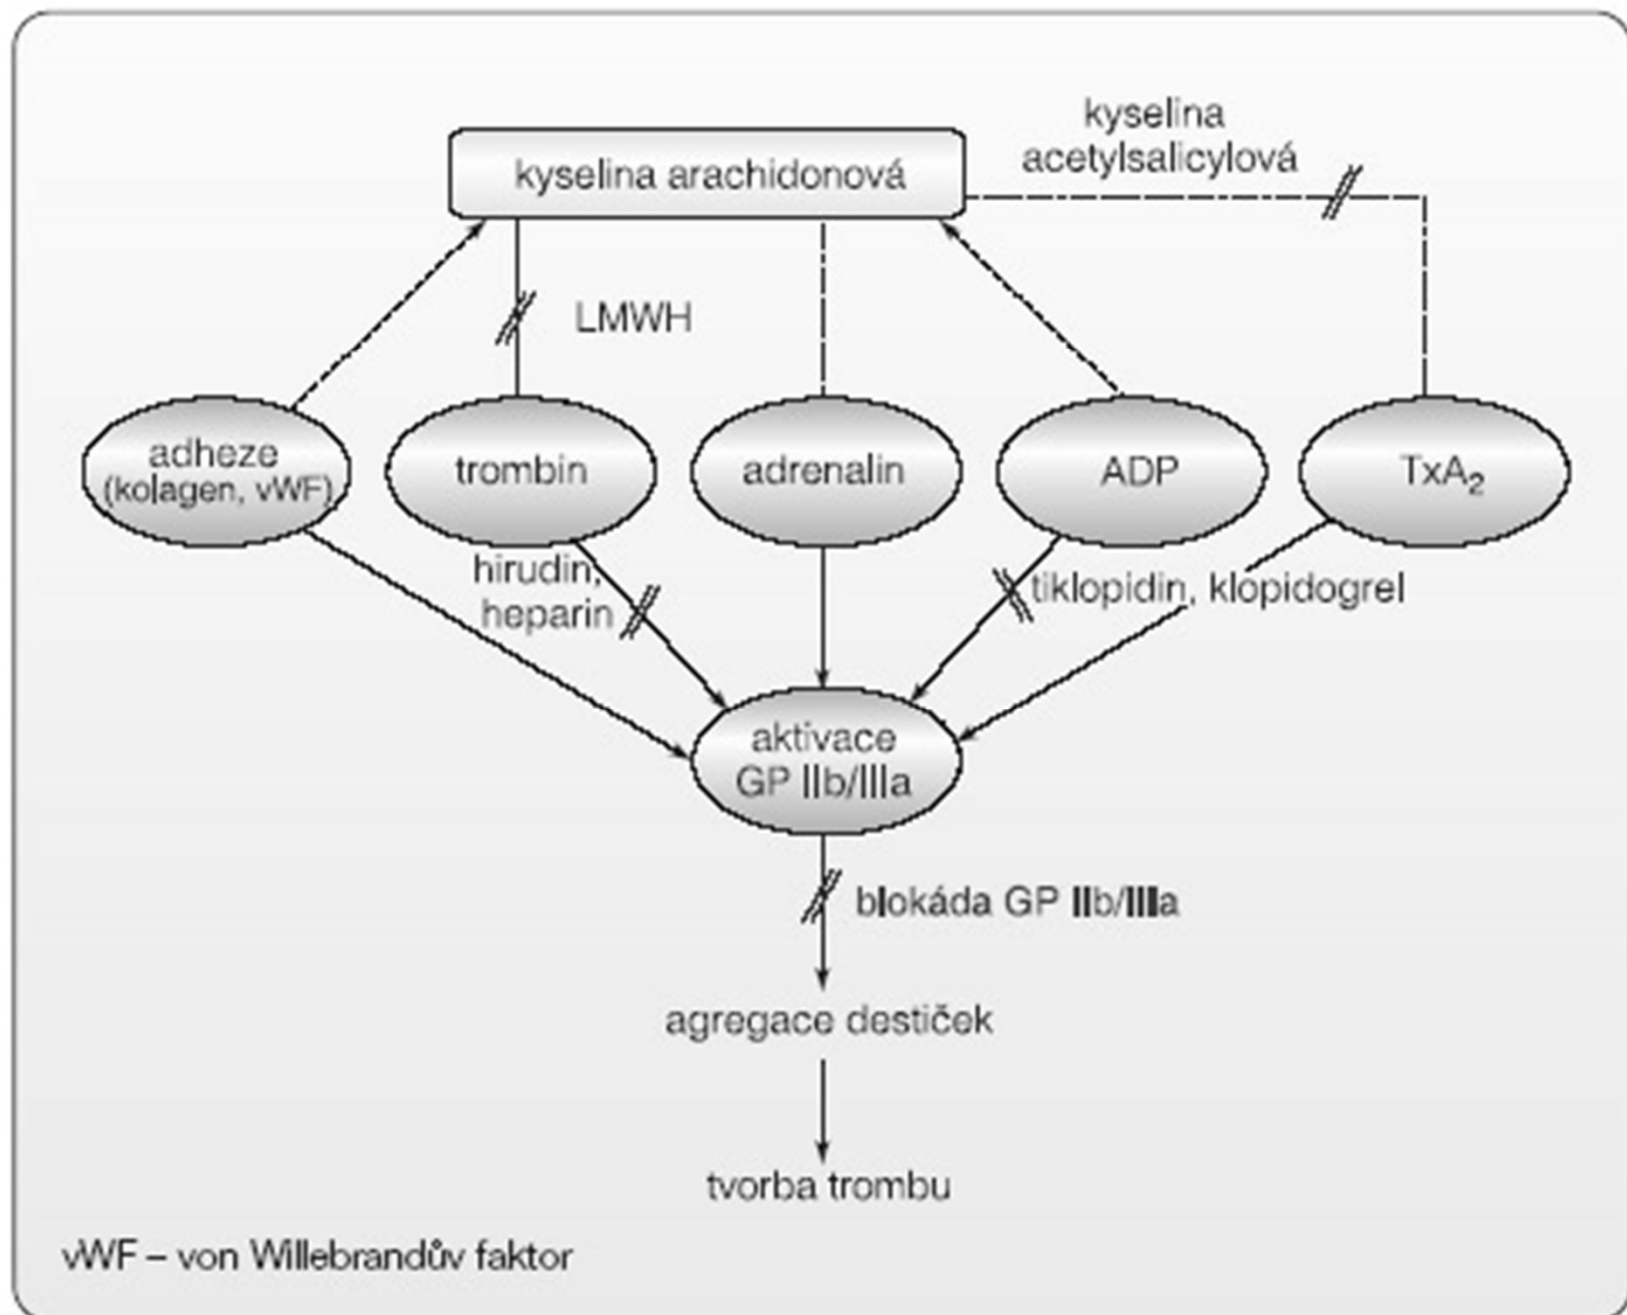 kyselina
acetylsalicylová
kyselina arachidonová
LMWH
adheze
(kolagen, vWF)
trombin
adrenalin
ADP
TxA₂
hirudin,
heparin
tiklopidin, klopidogrel
aktivace
GP IIb/IIIa
blokáda GP IIb/IIIa
agregace destiček
tvorba trombu
vWF – von Willebrandův faktor